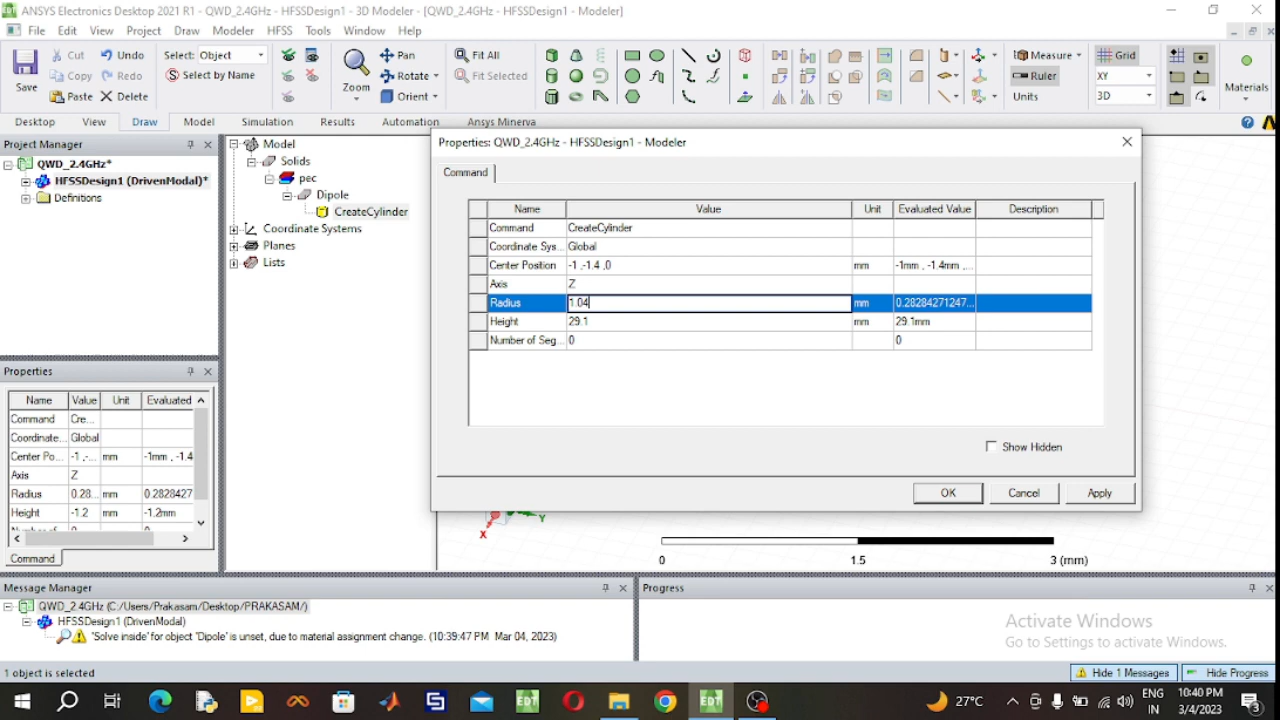 ANSYS Electronics Desktop 2021 R1 - QWD_2.4GHz - HFSSDesign1 - 3D Modeler - [QWD_2.4GHz - HFSSDesign1 - Modeler]
File Edit View Project Draw Modeler HFSS Tools Window Help
Save
Cut Undo
Copy Redo
Paste Delete
Select: Object
Select by Name
Zoom
Pan
Rotate
Orient
Fit All
Fit Selected
Measure
Ruler
Units
Grid
XY
3D
Materials
Desktop View Draw Model Simulation Results Automation Ansys Minerva
Project Manager
QWD_2.4GHz*
HFSSDesign1 (DrivenModal)*
Definitions
Model
Solids
pec
Dipole
CreateCylinder
Coordinate Systems
Planes
Lists
Properties: QWD_2.4GHz - HFSSDesign1 - Modeler
Command
Name Value Unit Evaluated Value Description
Command CreateCylinder
Coordinate Sys... Global
Center Position -1 ,-1.4 ,0 mm -1mm , -1.4mm ,...
Axis Z
Radius 1.04 mm 0.28284271247...
Height 29.1 mm 29.1mm
Number of Seg... 0 0
Show Hidden
OK Cancel Apply
Properties
Name Value Unit Evaluated
Command Cre...
Coordinate... Global
Center Po... -1 ,-... mm -1mm , -1.4
Axis Z
Radius 0.28... mm 0.2828427
Height -1.2 mm -1.2mm
Command
X Y
0 1.5 3 (mm)
Message Manager
QWD_2.4GHz (C:/Users/Prakasam/Desktop/PRAKASAM/)
HFSSDesign1 (DrivenModal)
'Solve inside' for object 'Dipole' is unset, due to material assignment change. (10:39:47 PM Mar 04, 2023)
Progress
Activate Windows
Go to Settings to activate Windows.
1 object is selected
Hide 1 Messages Hide Progress
27°C
ENG
IN
10:40 PM
3/4/2023
3